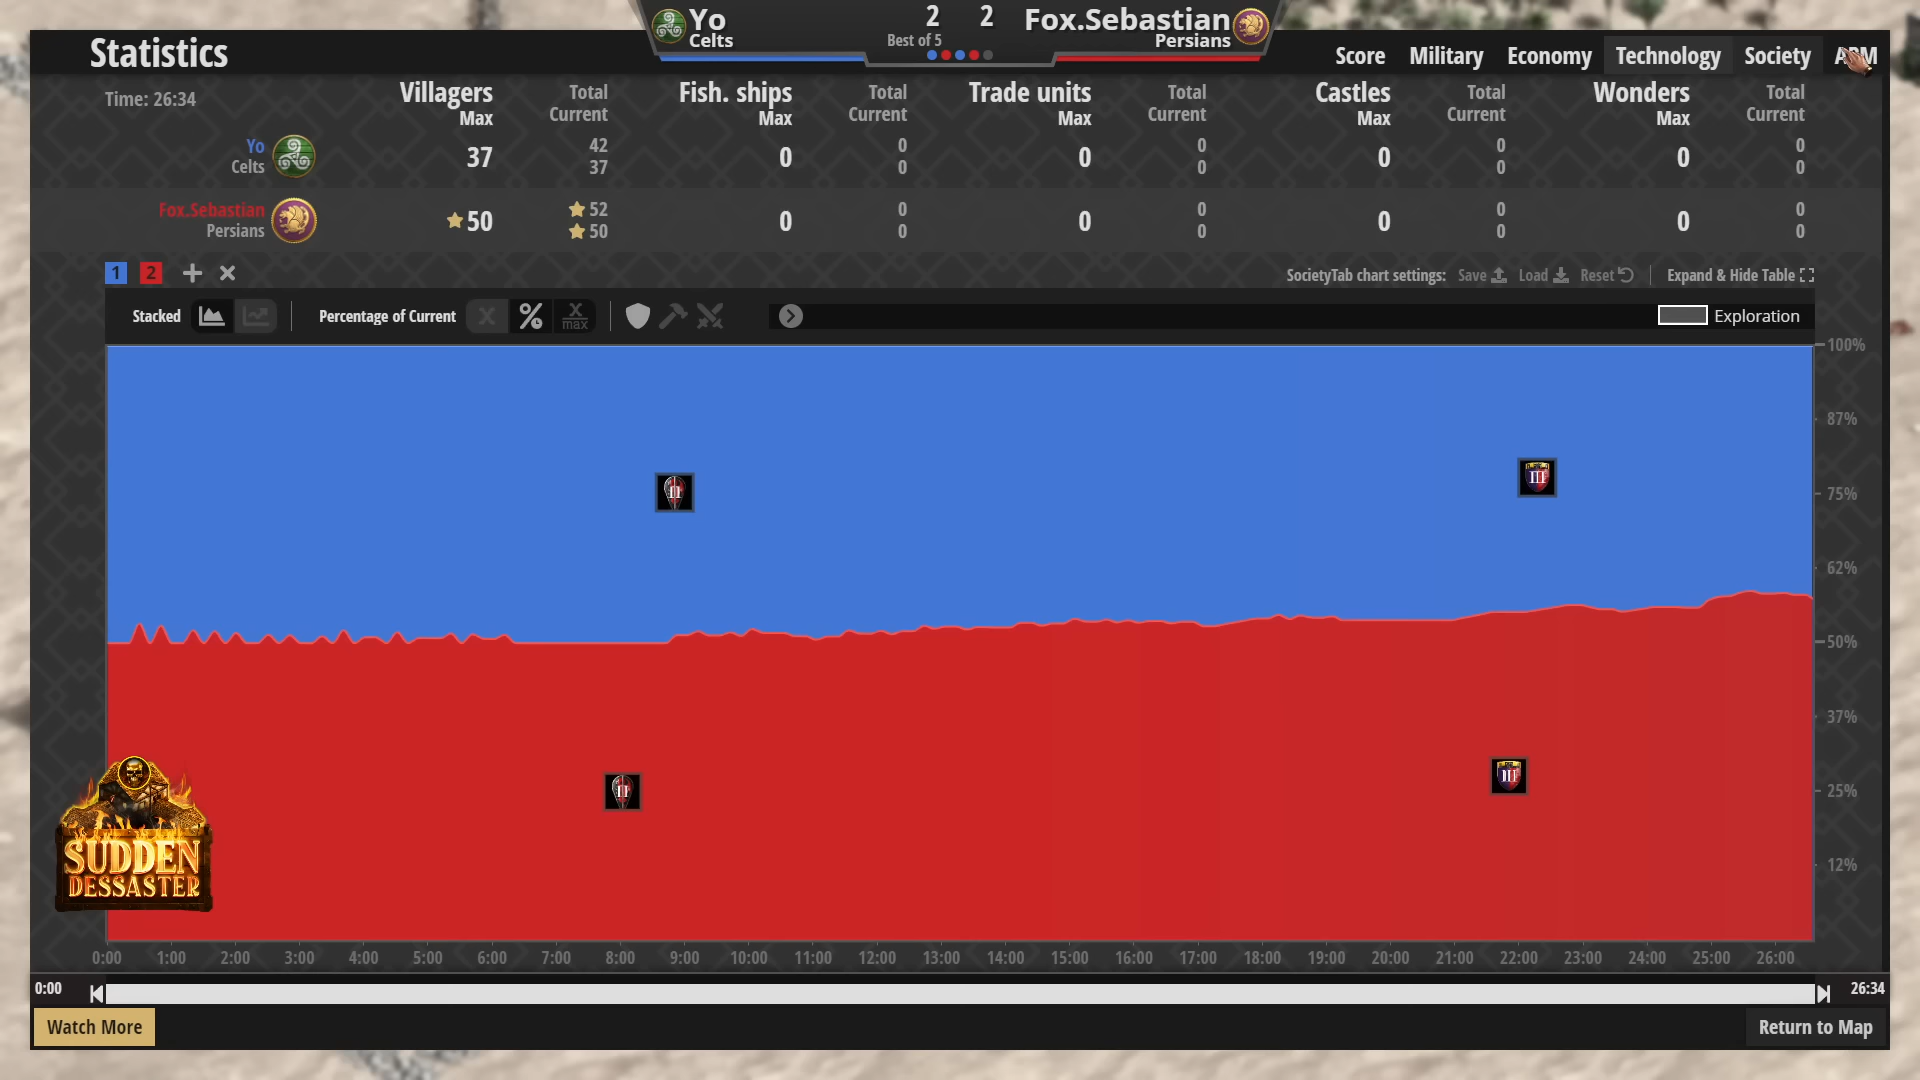 Yo
Celts
2 2
Best of 5
Fox.Sebastian
Persians
Statistics
Score Military Economy Technology Society APM
Time: 26:34
Villagers Max Total Current
Fish. ships Max Total Current
Trade units Max Total Current
Castles Max Total Current
Wonders Max Total Current
Yo
Celts
37 42 37 0 0 0 0 0 0 0 0 0 0 0 0
Fox.Sebastian
Persians
50 52 50 0 0 0 0 0 0 0 0 0 0 0 0
1 2
SocietyTab chart settings: Save Load Reset Expand & Hide Table
Stacked Percentage of Current X % X max Exploration
100%
87%
75%
62%
50%
37%
25%
12%
II
III
II
III
SUDDEN
DESSASTER
0:00 1:00 2:00 3:00 4:00 5:00 6:00 7:00 8:00 9:00 10:00 11:00 12:00 13:00 14:00 15:00 16:00 17:00 18:00 19:00 20:00 21:00 22:00 23:00 24:00 25:00 26:00
0:00 26:34
Watch More Return to Map